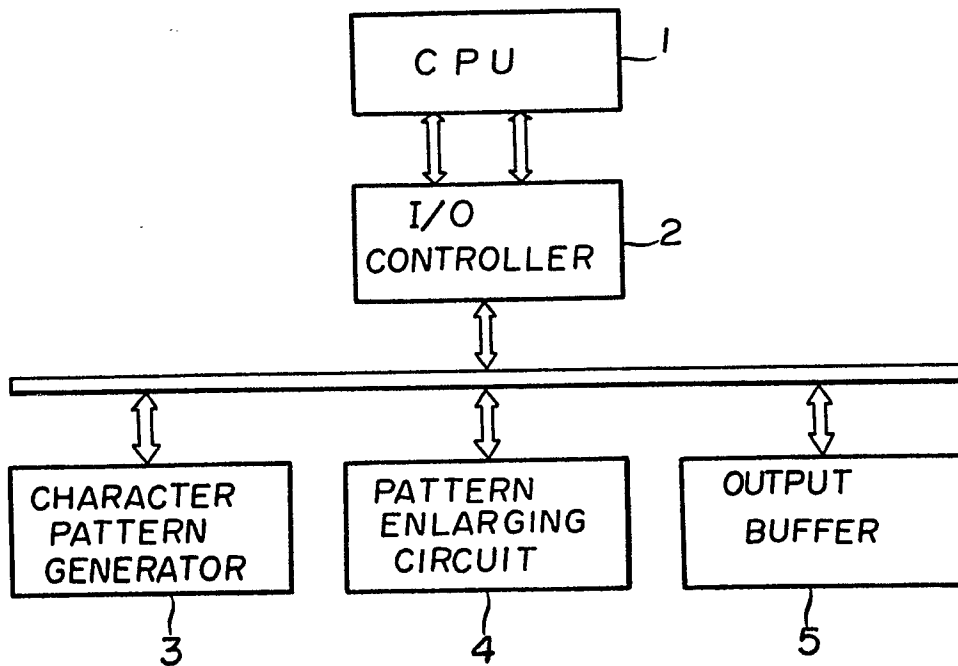 CPU
1
I/O
CONTROLLER
2
CHARACTER
PATTERN
GENERATOR
3
PATTERN
ENLARGING
CIRCUIT
4
OUTPUT
BUFFER
5